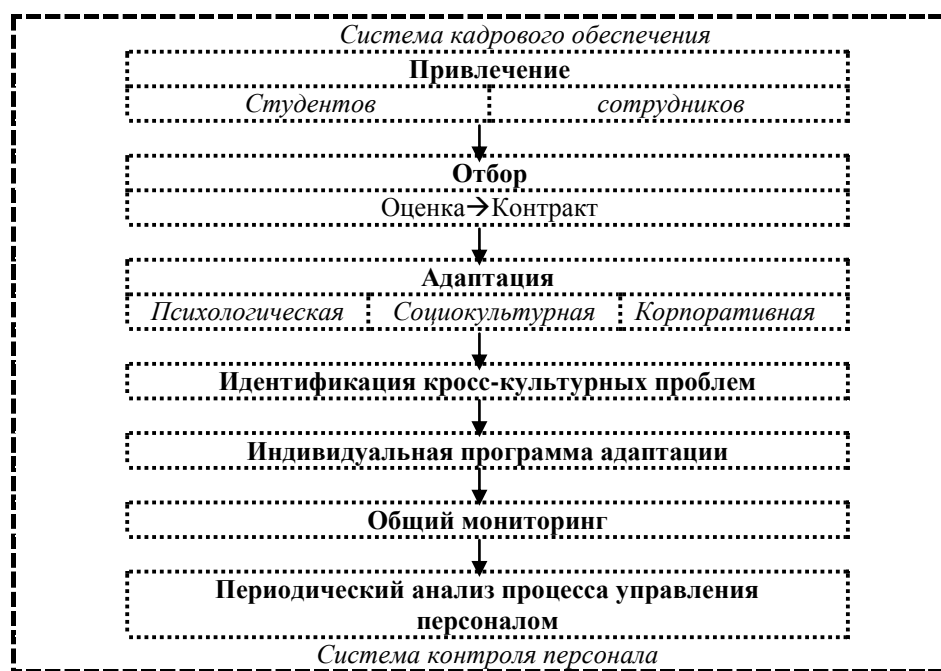 Система кадрового обеспечения
Привлечение
Студентов сотрудников
Отбор
Оценка→Контракт
Адаптация
Психологическая Социокультурная Корпоративная
Идентификация кросс-культурных проблем
Индивидуальная программа адаптации
Общий мониторинг
Периодический анализ процесса управления
персоналом
Система контроля персонала